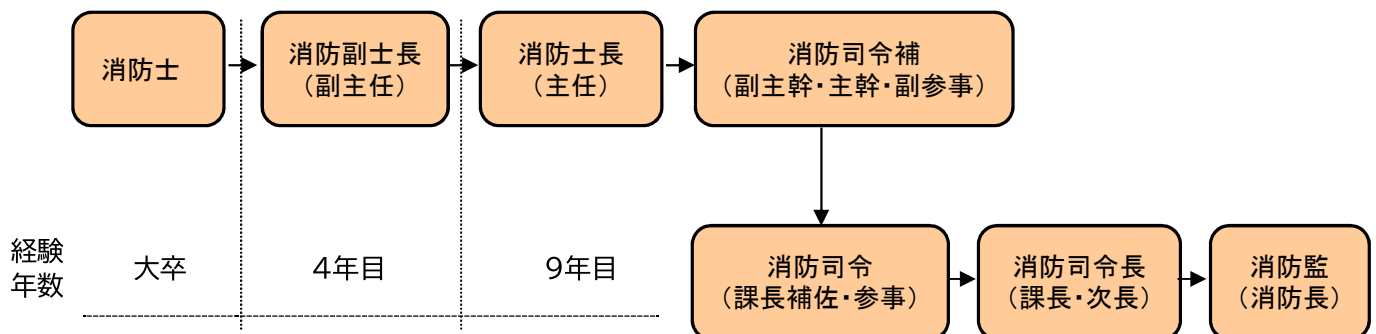 消防士
消防副士長
（副主任）
消防士長
（主任）
消防司令補
（副主幹・主幹・副参事）
経験
年数
大卒
4年目
9年目
消防司令
（課長補佐・参事）
消防司令長
（課長・次長）
消防監
（消防長）